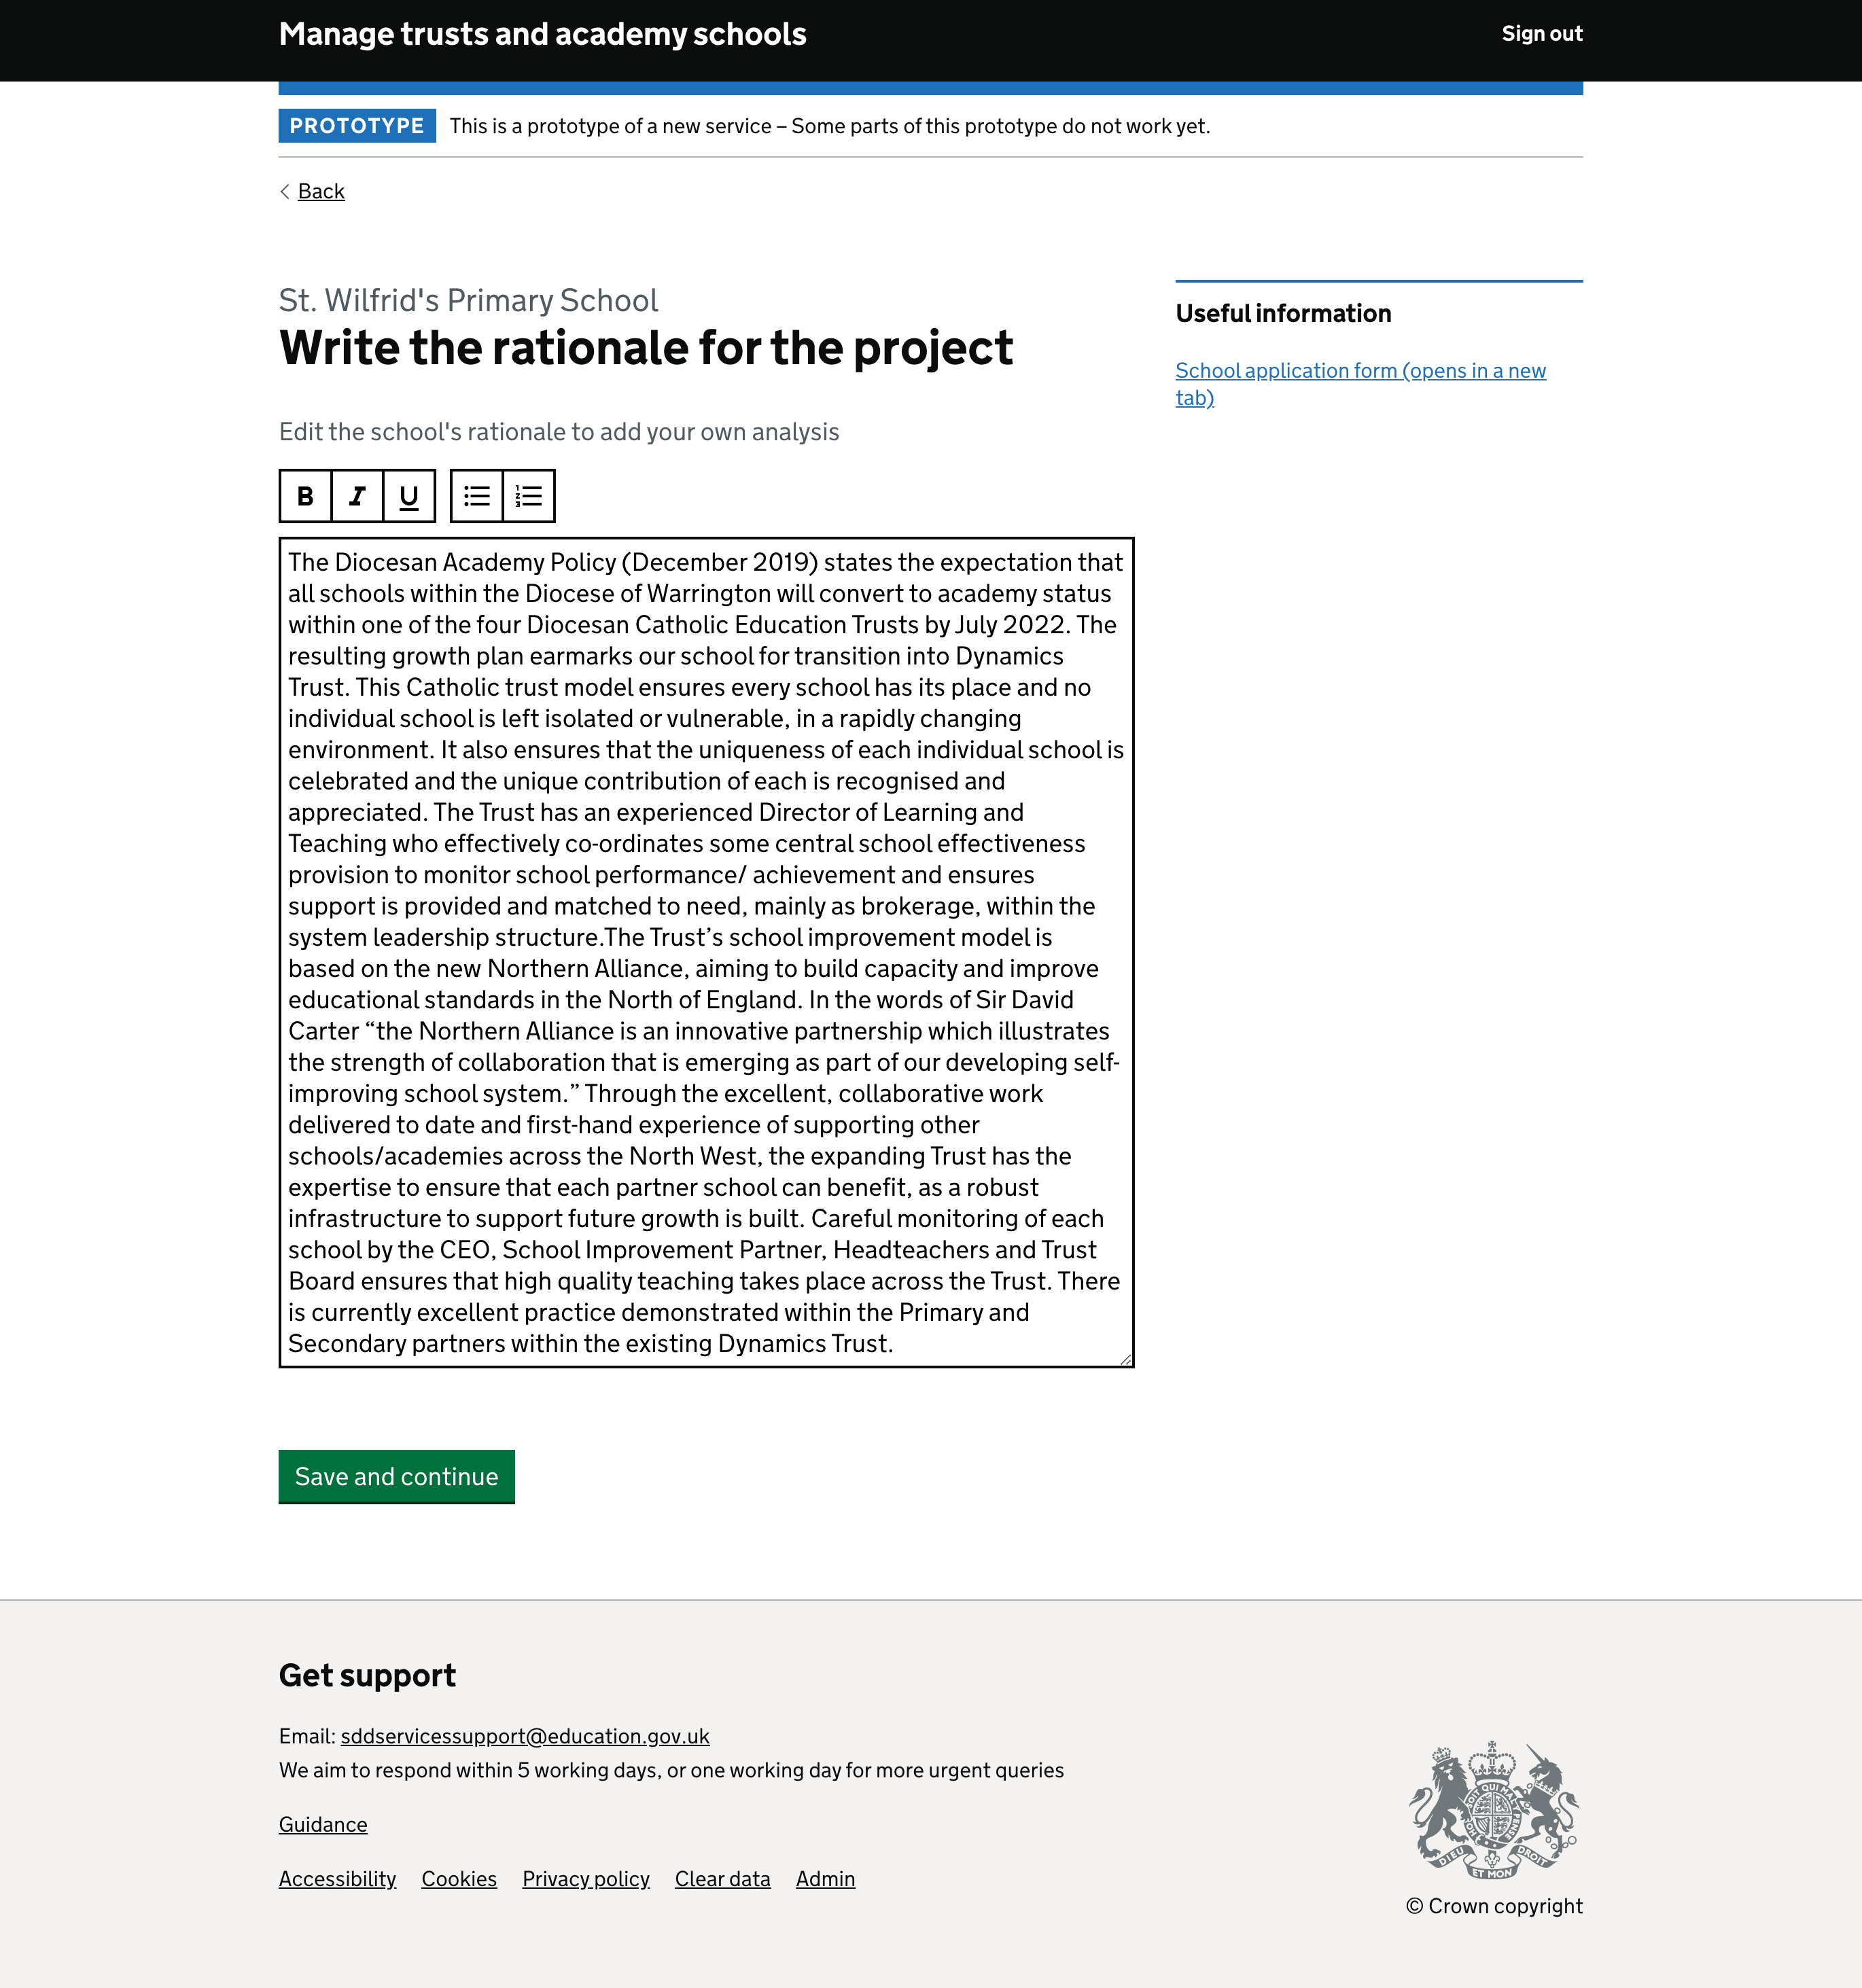 Manage trusts and academy schools
Sign out
PROTOTYPE
This is a prototype of a new service – Some parts of this prototype do not work yet.
Back
St. Wilfrid's Primary School
Write the rationale for the project
Edit the school's rationale to add your own analysis
B I U
The Diocesan Academy Policy (December 2019) states the expectation that
all schools within the Diocese of Warrington will convert to academy status
within one of the four Diocesan Catholic Education Trusts by July 2022. The
resulting growth plan earmarks our school for transition into Dynamics
Trust. This Catholic trust model ensures every school has its place and no
individual school is left isolated or vulnerable, in a rapidly changing
environment. It also ensures that the uniqueness of each individual school is
celebrated and the unique contribution of each is recognised and
appreciated. The Trust has an experienced Director of Learning and
Teaching who effectively co-ordinates some central school effectiveness
provision to monitor school performance/ achievement and ensures
support is provided and matched to need, mainly as brokerage, within the
system leadership structure.The Trust’s school improvement model is
based on the new Northern Alliance, aiming to build capacity and improve
educational standards in the North of England. In the words of Sir David
Carter “the Northern Alliance is an innovative partnership which illustrates
the strength of collaboration that is emerging as part of our developing self-
improving school system.” Through the excellent, collaborative work
delivered to date and first-hand experience of supporting other
schools/academies across the North West, the expanding Trust has the
expertise to ensure that each partner school can benefit, as a robust
infrastructure to support future growth is built. Careful monitoring of each
school by the CEO, School Improvement Partner, Headteachers and Trust
Board ensures that high quality teaching takes place across the Trust. There
is currently excellent practice demonstrated within the Primary and
Secondary partners within the existing Dynamics Trust.
Save and continue
Useful information
School application form (opens in a new
tab)
Get support
Email: sddservicessupport@education.gov.uk
We aim to respond within 5 working days, or one working day for more urgent queries
Guidance
Accessibility Cookies Privacy policy Clear data Admin
DIEU ET MON DROIT
© Crown copyright